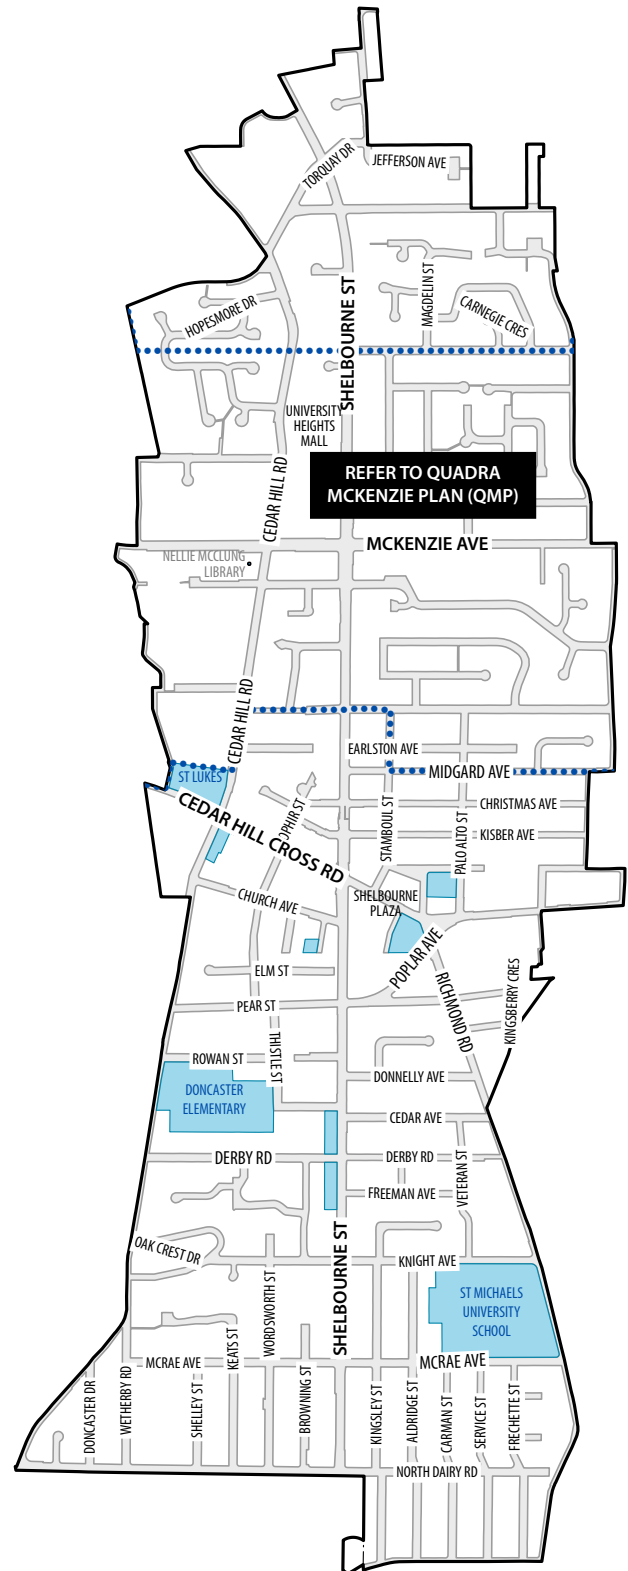 TORQUAY DR
JEFFERSON AVE
MAGDELIN ST
HOPESMORE DR
CARNEGIE CRES
SHELBOURNE ST
UNIVERSITY
HEIGHTS
MALL
CEDAR HILL RD
REFER TO QUADRA
MCKENZIE PLAN (QMP)
MCKENZIE AVE
NELLIE MCCLUNG
LIBRARY
CEDAR HILL RD
EARLSTON AVE
MIDGARD AVE
ST LUKES
CEDAR HILL CROSS RD
OPHIR ST
STAMBOUL ST
CHRISTMAS AVE
PALO ALTO ST
KISBER AVE
CHURCH AVE
SHELBOURNE
PLAZA
POPLAR AVE
ELM ST
RICHMOND RD
KINGSBERRY CRES
PEAR ST
THISTLE ST
ROWAN ST
DONNELLY AVE
DONCASTER
ELEMENTARY
CEDAR AVE
DERBY RD
DERBY RD
VETERAN ST
FREEMAN AVE
OAK CREST DR
SHELBOURNE ST
KNIGHT AVE
WORDSWORTH ST
ST MICHAELS
UNIVERSITY
SCHOOL
KEATS ST
MCRAE AVE
MCRAE AVE
DONCASTER DR
WETHERBY RD
SHELLEY ST
BROWNING ST
KINGSLEY ST
ALDRIDGE ST
CARMAN ST
SERVICE ST
FRECHETTE ST
NORTH DAIRY RD